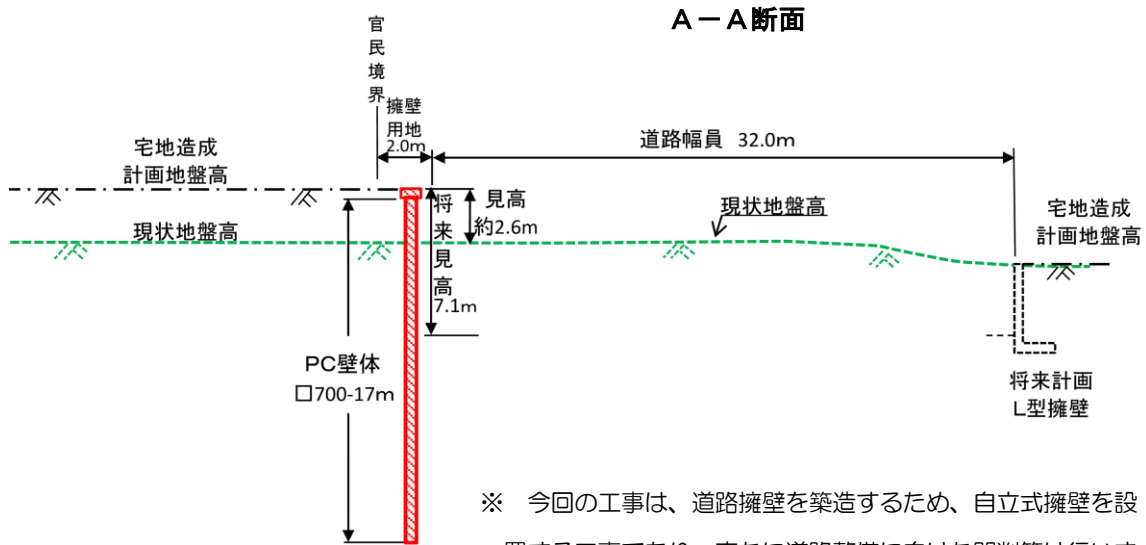 A-A断面
官民境界
擁壁
用地
2.0m
道路幅員 32.0m
宅地造成
計画地盤高
現状地盤高
将来見高
7.1m
見高
約2.6m
現状地盤高
宅地造成
計画地盤高
PC壁体
□700-17m
将来計画
L型擁壁
※ 今回の工事は、道路擁壁を築造するため、自立式擁壁を設